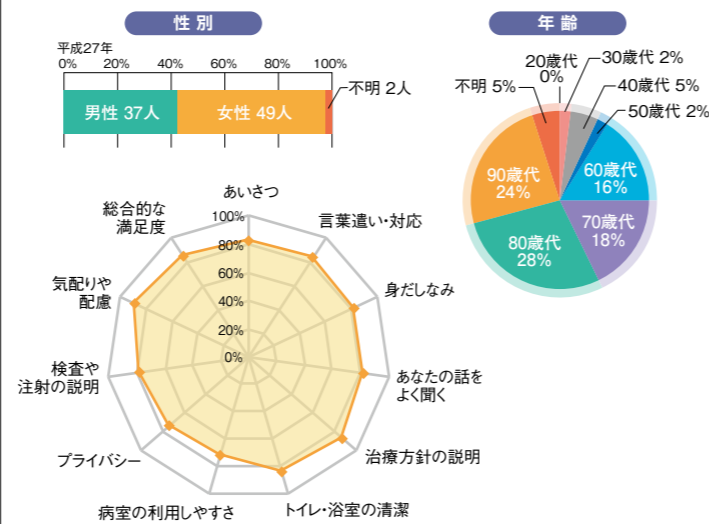 性別
平成27年
0% 20% 40% 60% 80% 100%
男性 37人 女性 49人
不明 2人
年齢
20歳代
0%
30歳代 2%
40歳代 5%
50歳代 2%
60歳代
16%
70歳代
18%
80歳代
28%
90歳代
24%
不明 5%
あいさつ
100%
80%
60%
40%
20%
0%
言葉遣い・対応
身だしなみ
あなたの話を
よく聞く
治療方針の説明
トイレ・浴室の清潔
病室の利用しやすさ
プライバシー
検査や
注射の説明
気配りや
配慮
総合的な
満足度